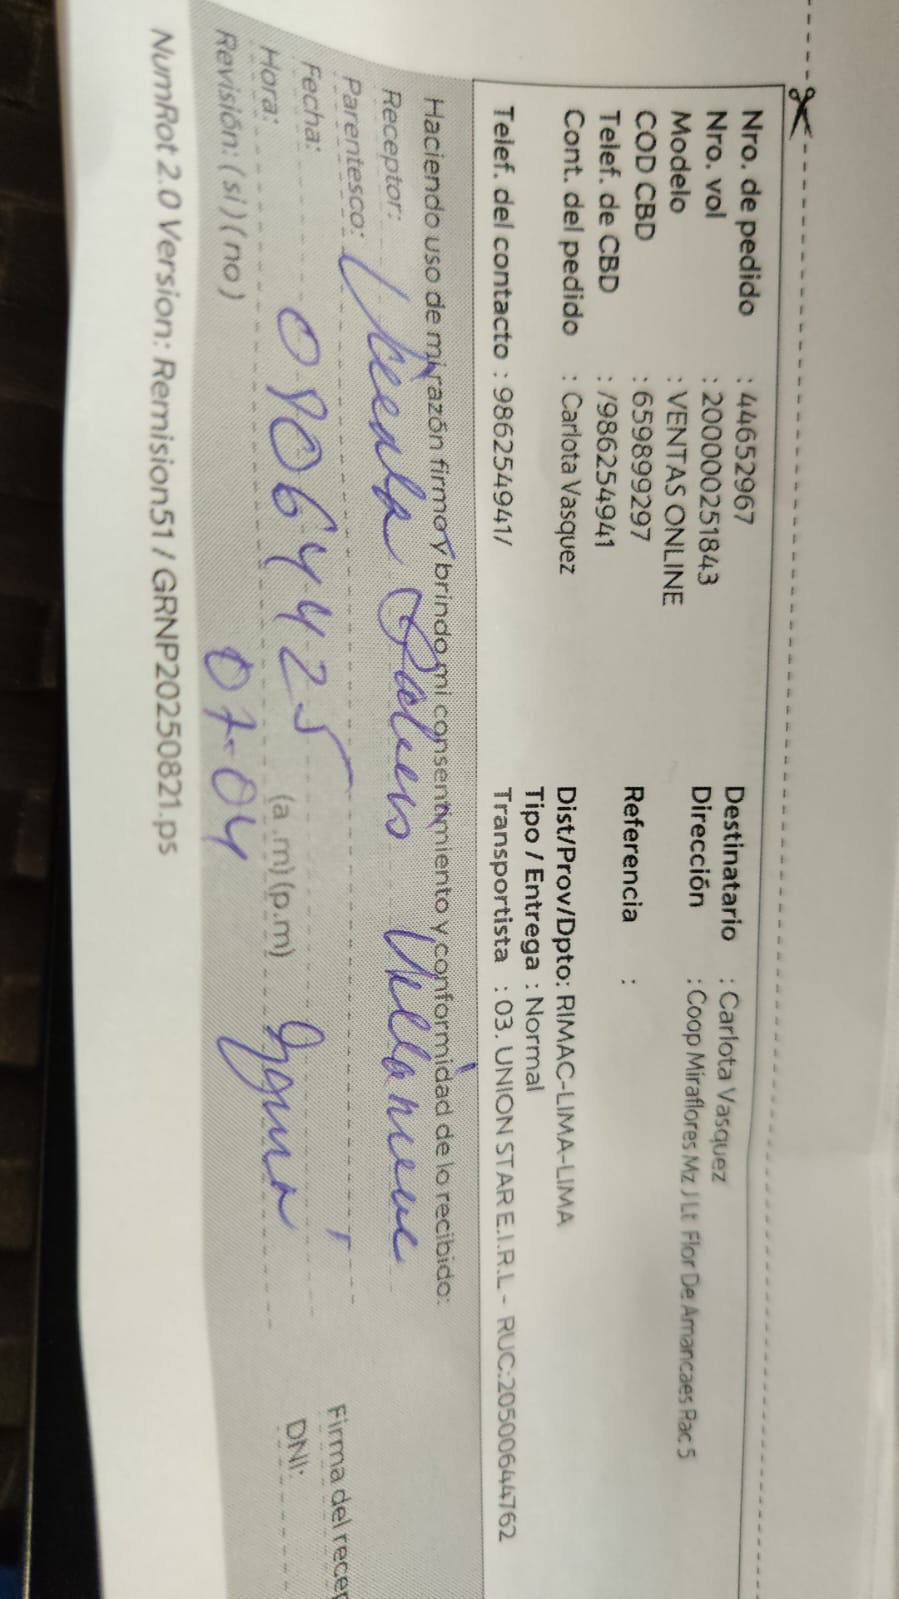 Nro. de pedido : 44652967
Nro. vol : 200000251843
Modelo : VENTAS ONLINE
COD CBD : 659899297
Telef. de CBD : /986254941
Cont. del pedido : Carlota Vasquez
Telef. del contacto : 986254941/
Destinatario : Carlota Vasquez
Dirección : Coop Miraflores Mz J Lt Flor De Amancaes Rac 5
Referencia :
Dist/Prov/Dpto: RIMAC-LIMA-LIMA
Tipo / Entrega : Normal
Transportista : 03. UNION STAR E.I.R.L - RUC:20500644762
Haciendo uso de mi razón firmo y brindo mi consentimiento y conformidad de lo recibido:
Receptor:
Parentesco:
Fecha: 08064425
Hora: (a .m) (p.m)
Revisión: ( si ) ( no ) 07-04
Firma del recep
DNI:
NumRot 2.0 Version: Remision51 / GRNP20250821.ps